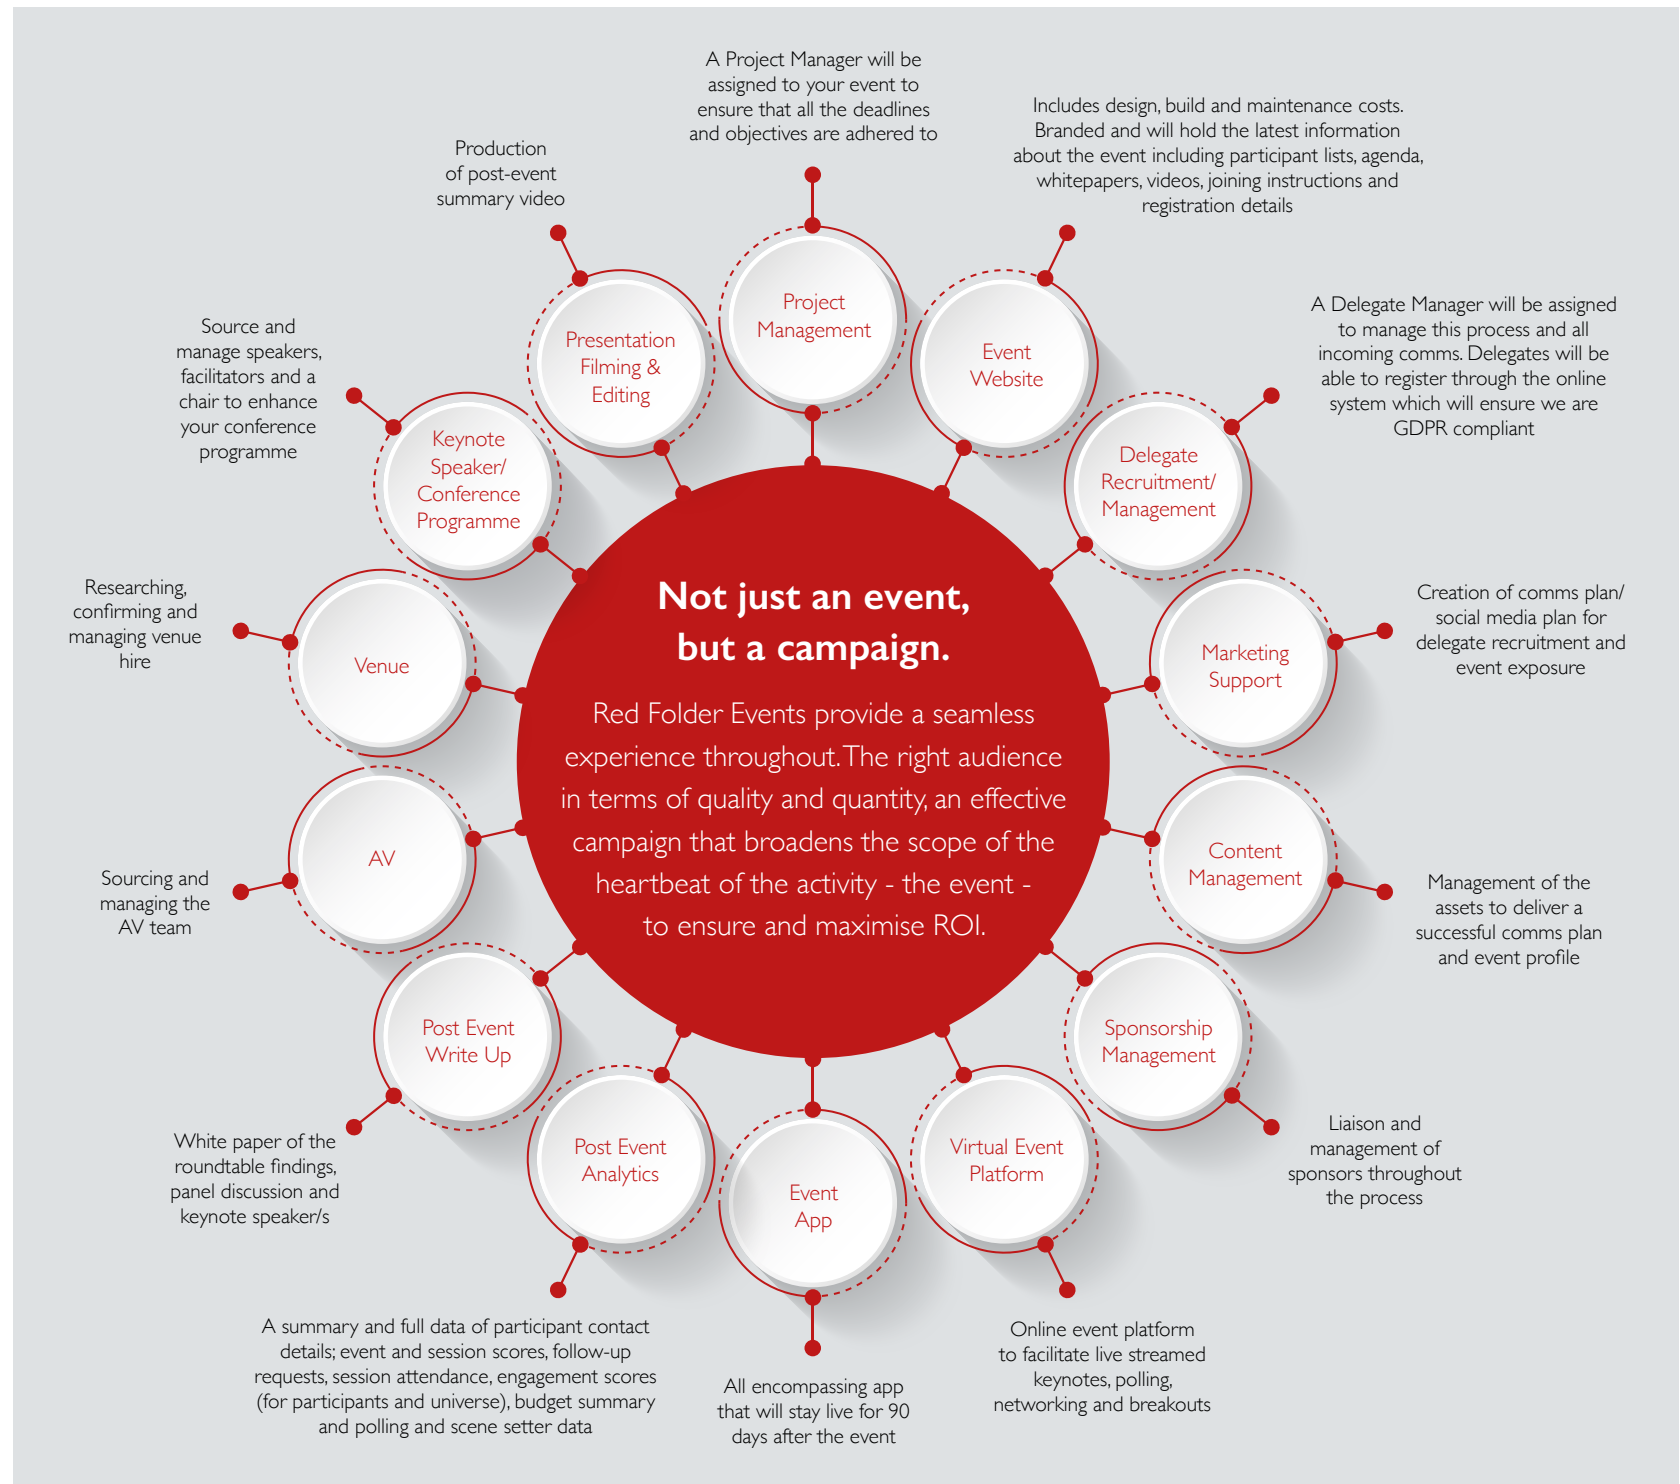 A Project Manager will be
assigned to your event to
ensure that all the deadlines
and objectives are adhered to
Project
Management
Includes design, build and maintenance costs.
Branded and will hold the latest information
about the event including participant lists, agenda,
whitepapers, videos, joining instructions and
registration details
Event
Website
A Delegate Manager will be assigned
to manage this process and all
incoming comms. Delegates will be
able to register through the online
system which will ensure we are
GDPR compliant
Delegate
Recruitment/
Management
Creation of comms plan/
social media plan for
delegate recruitment and
event exposure
Marketing
Support
Content
Management
Management of the
assets to deliver a
successful comms plan
and event profile
Sponsorship
Management
Liaison and
management of
sponsors throughout
the process
Virtual Event
Platform
Online event platform
to facilitate live streamed
keynotes, polling,
networking and breakouts
Event
App
All encompassing app
that will stay live for 90
days after the event
Post Event
Analytics
A summary and full data of participant contact
details; event and session scores, follow-up
requests, session attendance, engagement scores
(for participants and universe), budget summary
and polling and scene setter data
Post Event
Write Up
White paper of the
roundtable findings,
panel discussion and
keynote speaker/s
AV
Sourcing and
managing the
AV team
Venue
Researching,
confirming and
managing venue
hire
Keynote
Speaker/
Conference
Programme
Source and
manage speakers,
facilitators and a
chair to enhance
your conference
programme
Presentation
Filming &
Editing
Production
of post-event
summary video
Not just an event,
but a campaign.
Red Folder Events provide a seamless
experience throughout. The right audience
in terms of quality and quantity, an effective
campaign that broadens the scope of the
heartbeat of the activity - the event -
to ensure and maximise ROI.